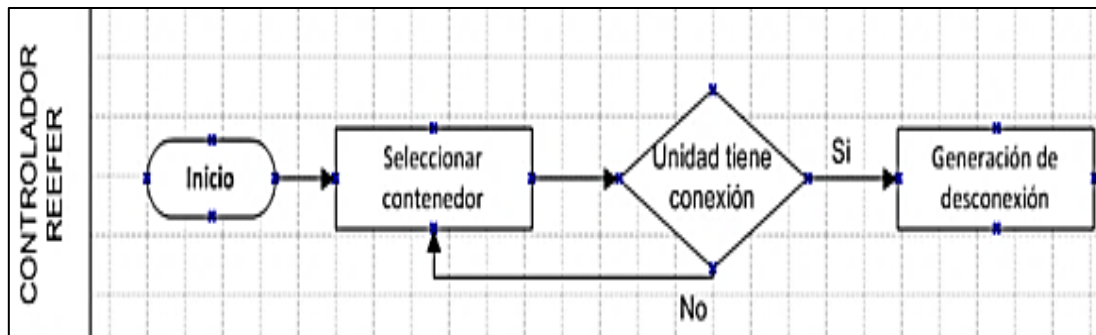 CONTROLADOR
REEFER
Inicio
Seleccionar
contenedor
Unidad tiene
conexión
Si
No
Generación de
desconexión